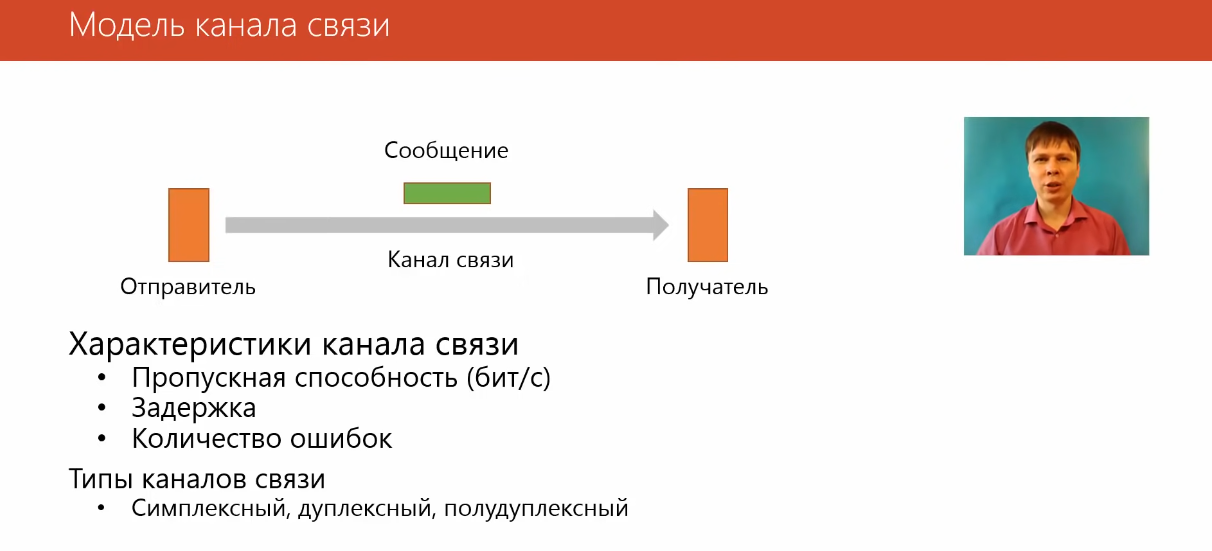 Модель канала связи
Сообщение
Канал связи
Отправитель
Получатель
Характеристики канала связи
• Пропускная способность (бит/с)
• Задержка
• Количество ошибок
Типы каналов связи
• Симплексный, дуплексный, полудуплексный